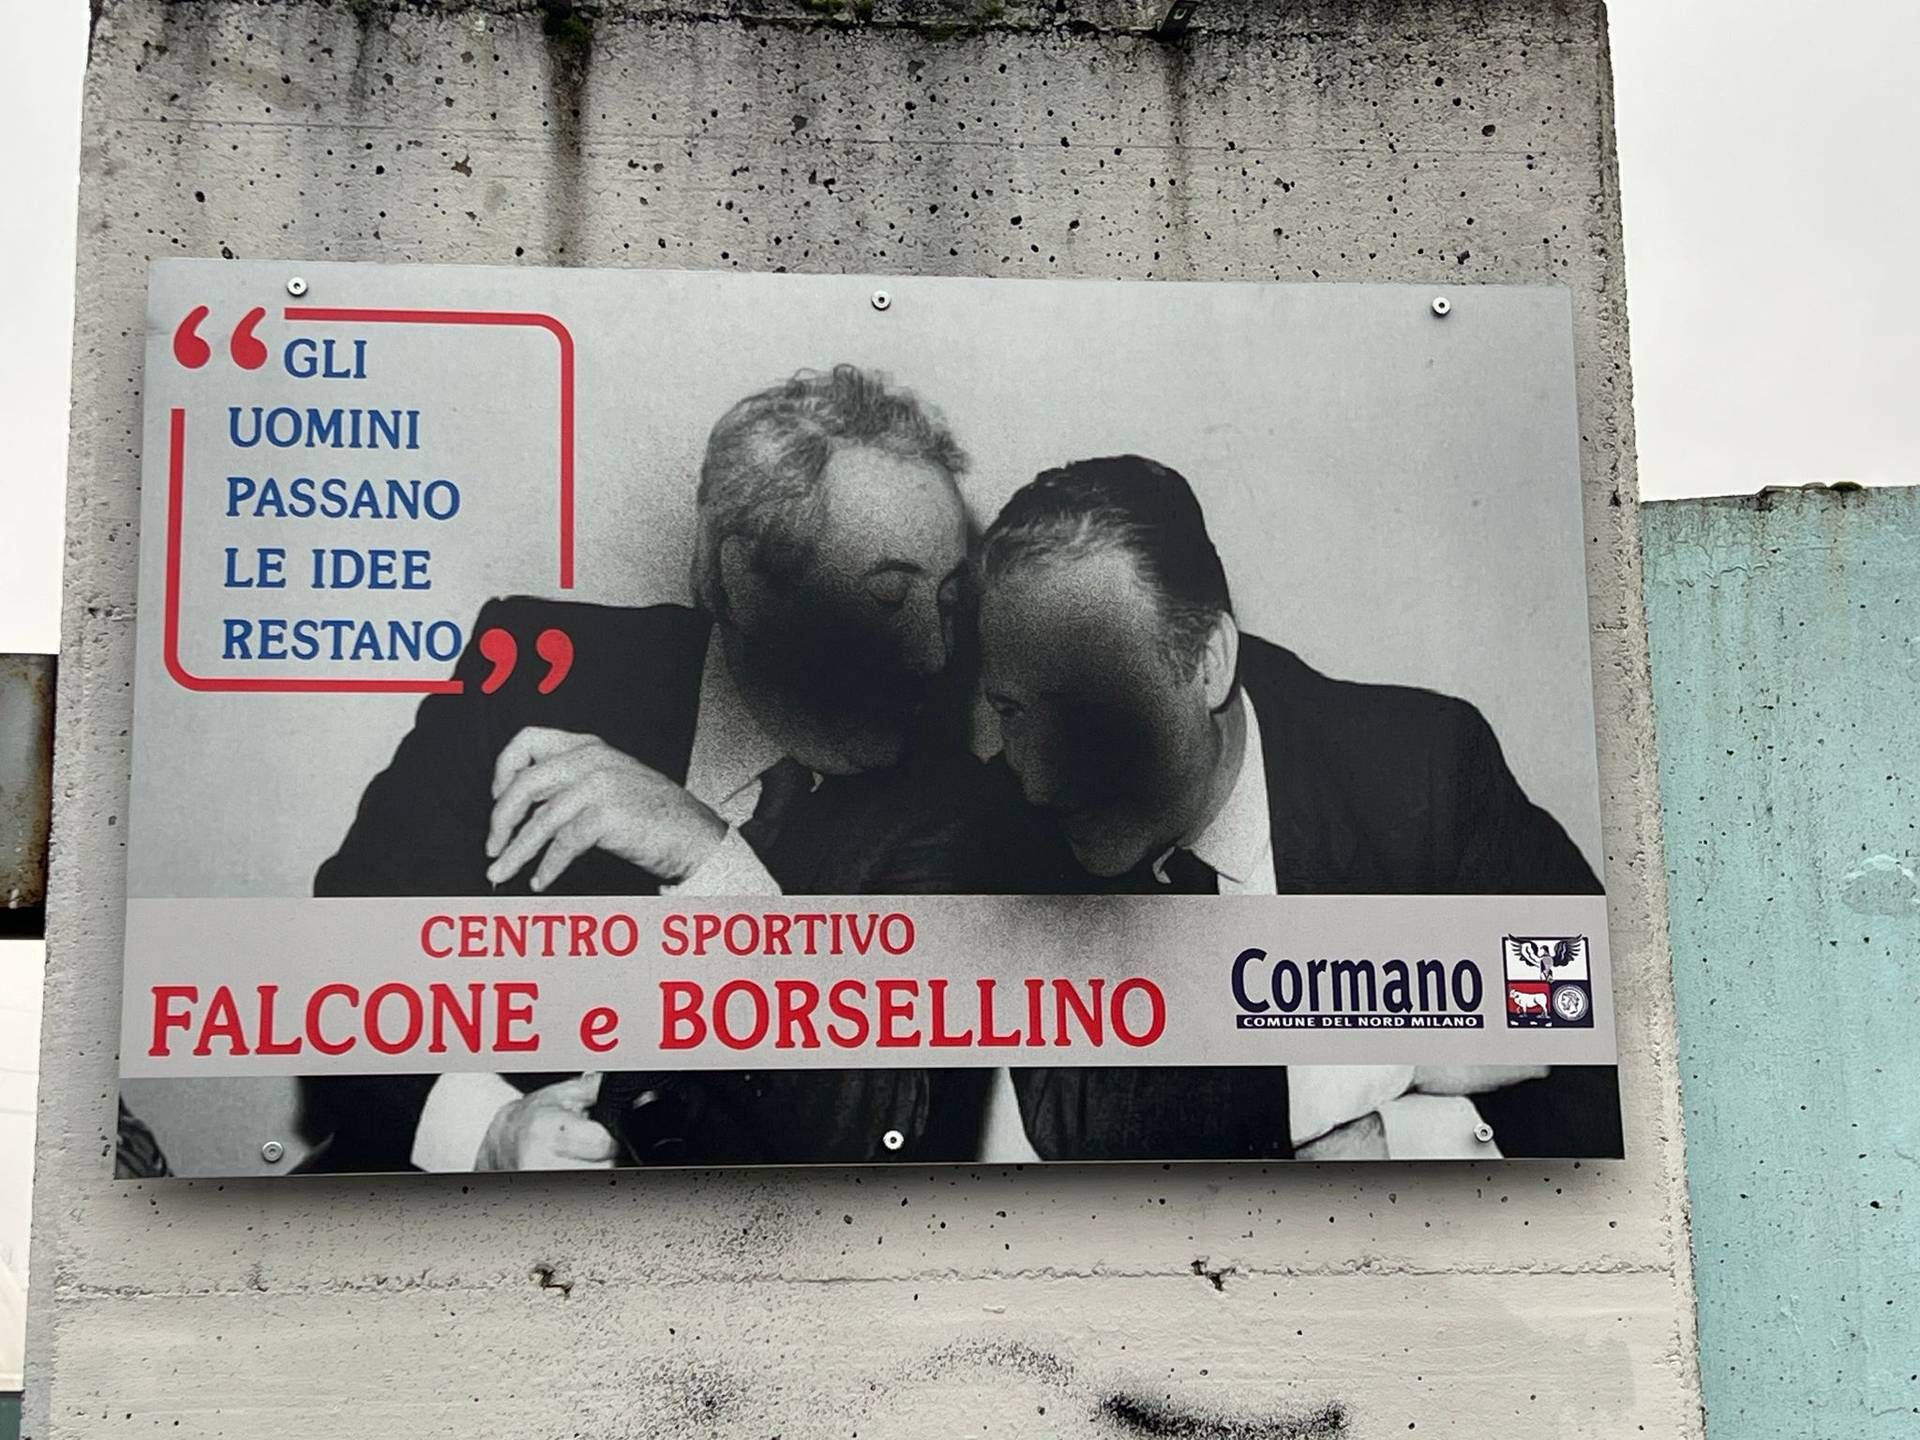 “GLI
UOMINI
PASSANO
LE IDEE
RESTANO”
CENTRO SPORTIVO
FALCONE e BORSELLINO
Cormano
COMUNE DEL NORD MILANO